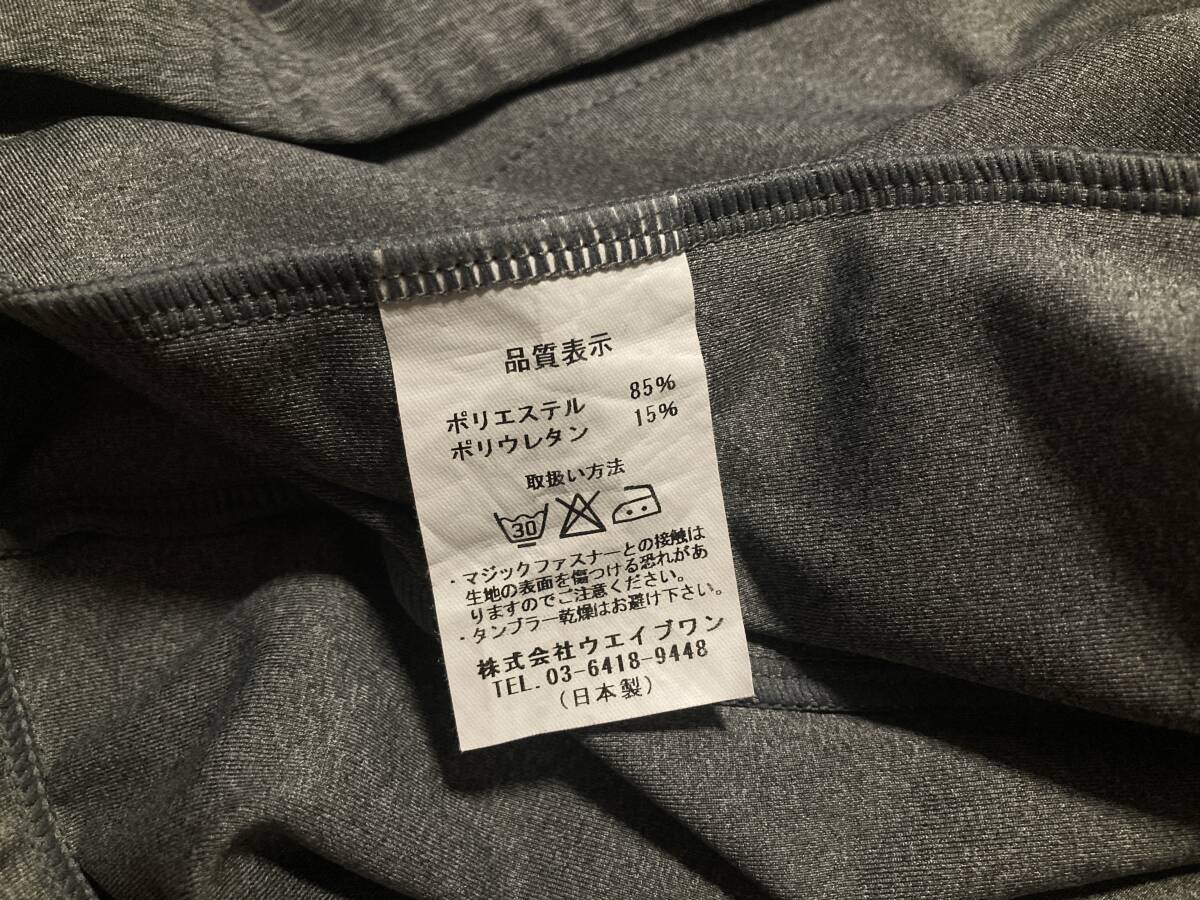 品質表示
ポリエステル 85%
ポリウレタン 15%
取扱い方法
30
・マジックファスナーとの接触は
生地の表面を傷つける恐れがあ
りますのでご注意ください。
・タンブラー乾燥はお避け下さい。
株式会社ウエイブワン
TEL. 03-6418-9448
(日本製)